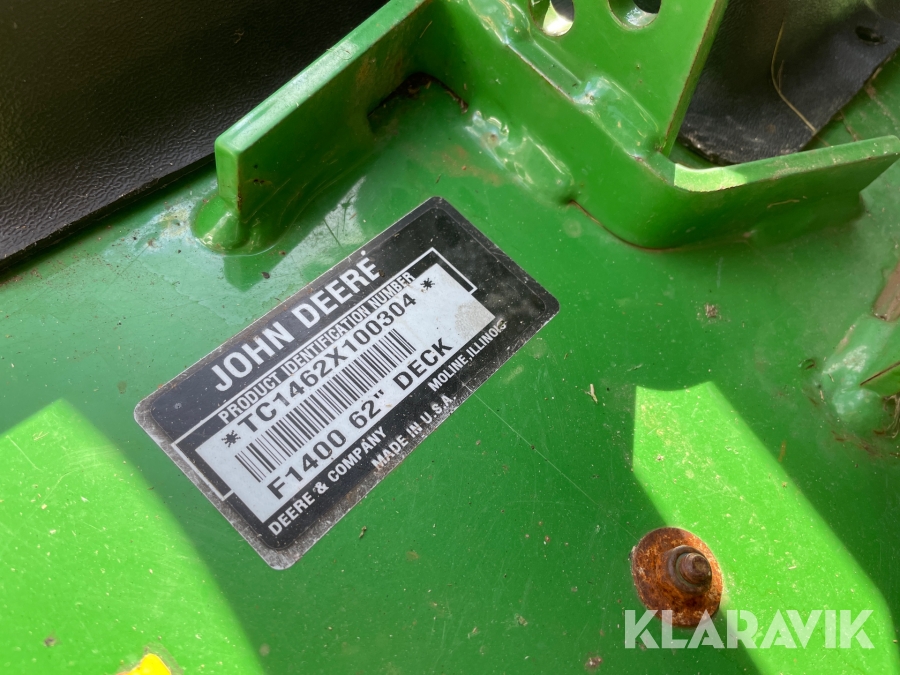 JOHN DEERE
PRODUCT IDENTIFICATION NUMBER
*TC1462X100304*
F1400 62" DECK
DEERE & COMPANY MOLINE, ILLINOIS
MADE IN U.S.A.
KLARAVIK